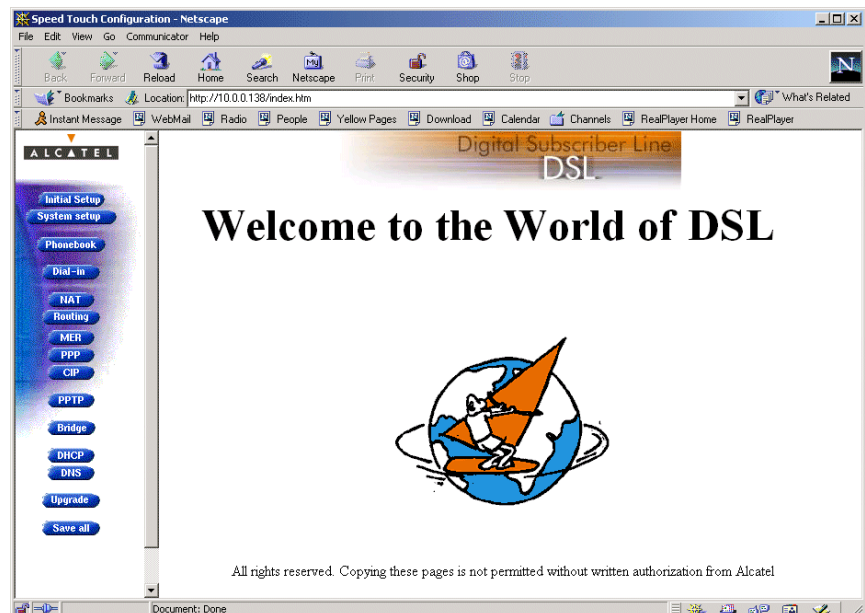 Speed Touch Configuration - Netscape
File Edit View Go Communicator Help
Back Forward Reload Home Search Netscape Print Security Shop Stop
My
N
Bookmarks Location: http://10.0.0.138/index.htm What's Related
Instant Message WebMail Radio People Yellow Pages Download Calendar Channels RealPlayer Home RealPlayer
ALCATEL
Digital Subscriber Line
DSL
Initial Setup
System setup
Phonebook
Dial-in
NAT
Routing
MER
PPP
CIP
PPTP
Bridge
DHCP
DNS
Upgrade
Save all
Welcome to the World of DSL
All rights reserved. Copying these pages is not permitted without written authorization from Alcatel
Document: Done